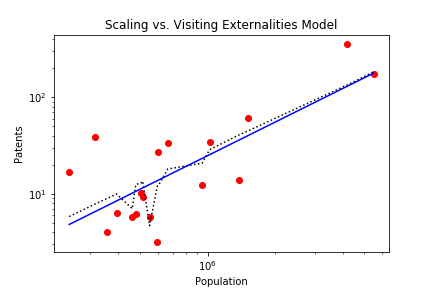 Scaling vs. Visiting Externalities Model
10²
Patents
10¹
10⁶
Population